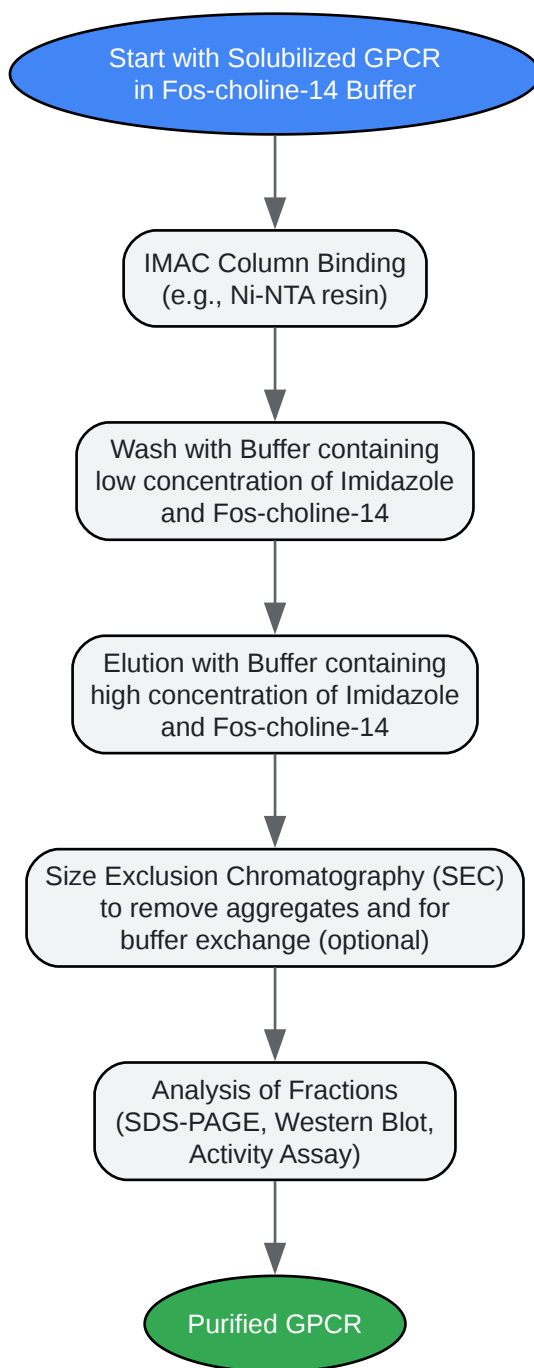 Start with Solubilized GPCR
in Fos-choline-14 Buffer
IMAC Column Binding
(e.g., Ni-NTA resin)
Wash with Buffer containing
low concentration of Imidazole
and Fos-choline-14
Elution with Buffer containing
high concentration of Imidazole
and Fos-choline-14
Size Exclusion Chromatography (SEC)
to remove aggregates and for
buffer exchange (optional)
Analysis of Fractions
(SDS-PAGE, Western Blot,
Activity Assay)
Purified GPCR